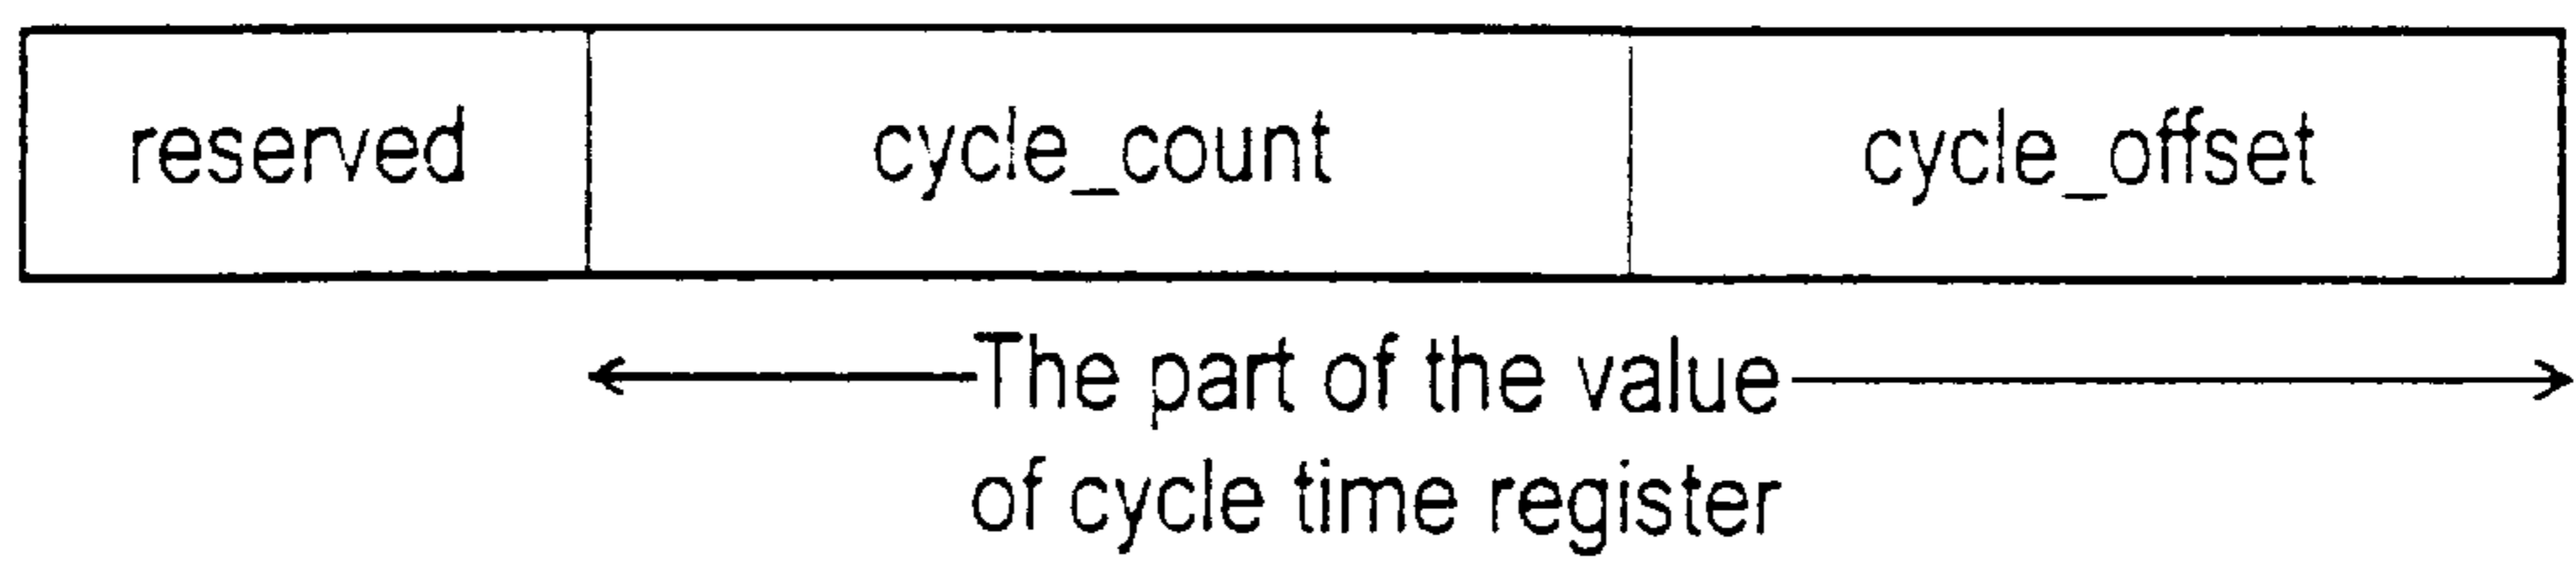 reserved cycle_count cycle_offset
The part of the value
of cycle time register